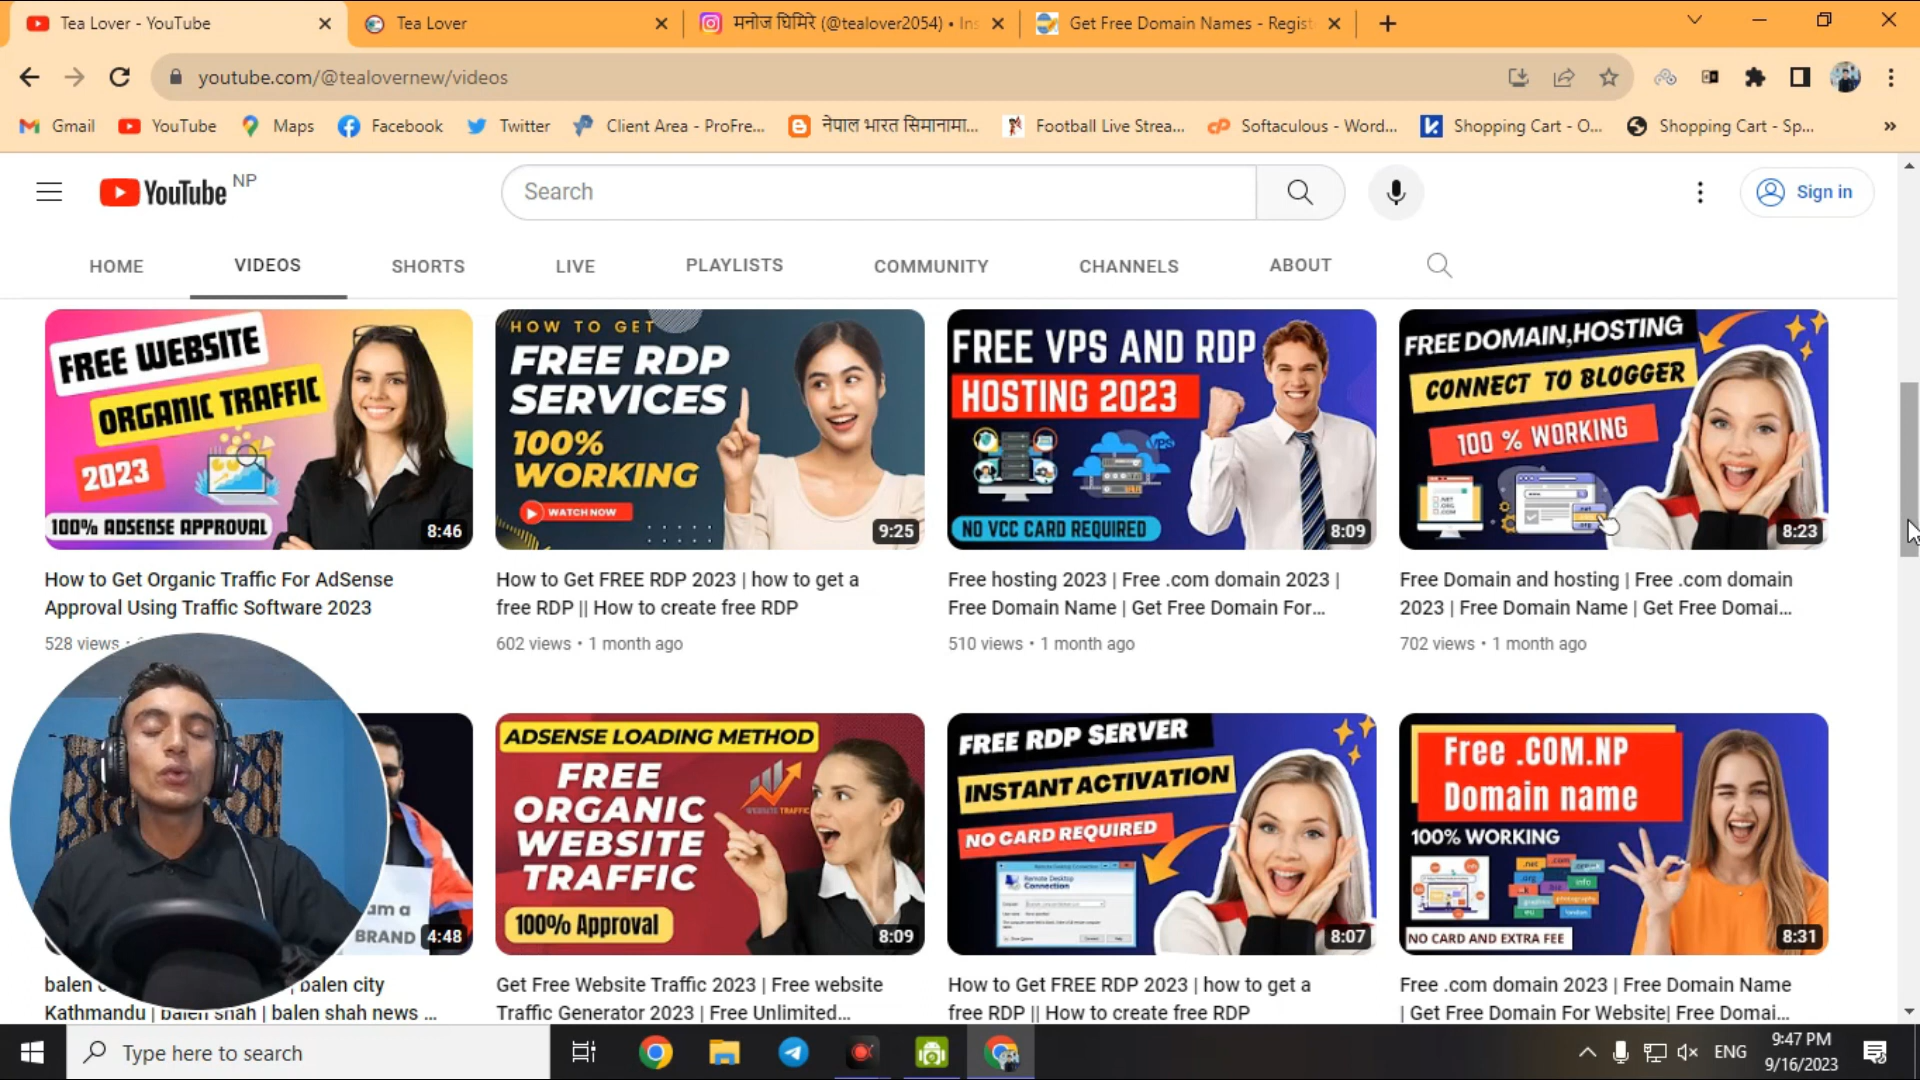 Tea Lover - YouTube
Tea Lover
मनोज घिमिरे (@tealover2054) • Ins
Get Free Domain Names - Regist
youtube.com/@tealovernew/videos
Gmail
YouTube
Maps
Facebook
Twitter
Client Area - ProFre...
नेपाल भारत सिमानामा...
Football Live Strea...
Softaculous - Word...
Shopping Cart - O...
Shopping Cart - Sp...
YouTube NP
Search
Sign in
HOME
VIDEOS
SHORTS
LIVE
PLAYLISTS
COMMUNITY
CHANNELS
ABOUT
FREE WEBSITE
ORGANIC TRAFFIC
2023
100% ADSENSE APPROVAL
8:46
HOW TO GET
FREE RDP
SERVICES
100%
WORKING
WATCH NOW
9:25
FREE VPS AND RDP
HOSTING 2023
VPS
NO VCC CARD REQUIRED
8:09
FREE DOMAIN,HOSTING
CONNECT TO BLOGGER
100 % WORKING
8:23
How to Get Organic Traffic For AdSense
Approval Using Traffic Software 2023
528 views •
How to Get FREE RDP 2023 | how to get a
free RDP || How to create free RDP
602 views • 1 month ago
Free hosting 2023 | Free .com domain 2023 |
Free Domain Name | Get Free Domain For...
510 views • 1 month ago
Free Domain and hosting | Free .com domain
2023 | Free Domain Name | Get Free Domai...
702 views • 1 month ago
am a
BRAND
4:48
ADSENSE LOADING METHOD
FREE
ORGANIC
WEBSITE
TRAFFIC
WEBSITE TRAFFIC
100% Approval
8:09
FREE RDP SERVER
INSTANT ACTIVATION
NO CARD REQUIRED
Remote Desktop
Connection
8:07
Free .COM.NP
Domain name
100% WORKING
NO CARD AND EXTRA FEE
8:31
balen
balen city
Kathmandu | balen shah | balen shah news ...
Get Free Website Traffic 2023 | Free website
Traffic Generator 2023 | Free Unlimited...
How to Get FREE RDP 2023 | how to get a
free RDP || How to create free RDP
Free .com domain 2023 | Free Domain Name
| Get Free Domain For Website| Free Domai...
Type here to search
ENG
9:47 PM
9/16/2023